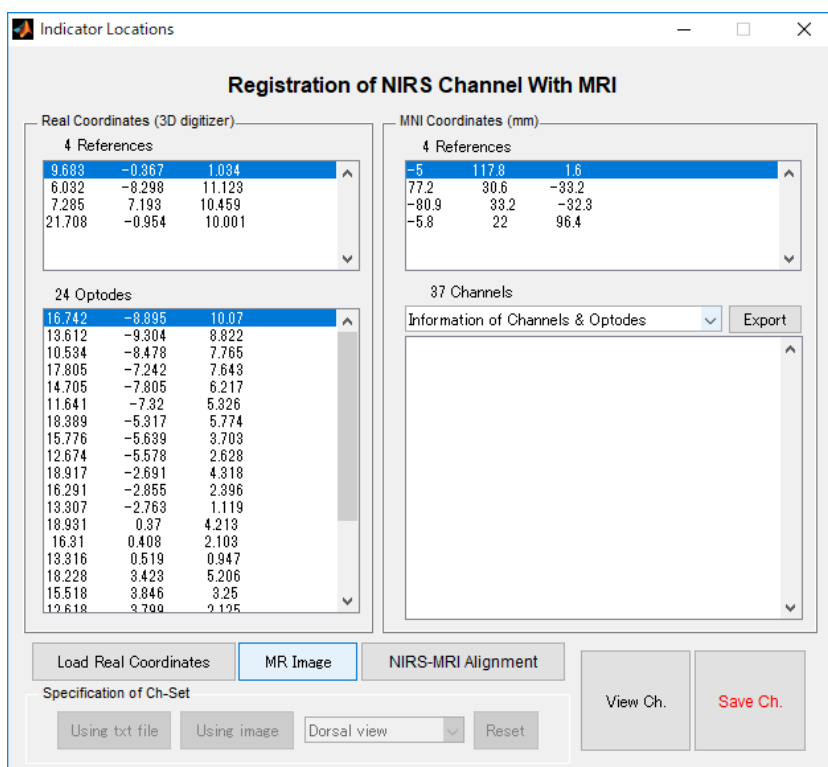 Indicator Locations
Registration of NIRS Channel With MRI
Real Coordinates (3D digitizer)
4 References
9.683 -0.367 1.034
6.032 -8.298 11.123
7.285 7.193 10.459
21.708 -0.954 10.001
24 Optodes
16.742 -8.895 10.07
13.612 -9.304 8.822
10.534 -8.478 7.765
17.805 -7.242 7.643
14.705 -7.805 6.217
11.641 -7.32 5.326
18.389 -5.317 5.774
15.776 -5.639 3.703
12.674 -5.578 2.628
18.917 -2.691 4.318
16.291 -2.855 2.396
13.307 -2.763 1.119
18.931 0.37 4.213
16.31 0.408 2.103
13.316 0.519 0.947
18.228 3.423 5.206
15.518 3.846 3.25
12.618 3.799 2.125
MNI Coordinates (mm)
4 References
-5 117.8 1.6
77.2 30.6 -33.2
-80.9 33.2 -32.3
-5.8 22 96.4
37 Channels
Information of Channels & Optodes Export
Load Real Coordinates MR Image NIRS-MRI Alignment
Specification of Ch-Set
Using txt file Using image Dorsal view Reset
View Ch. Save Ch.